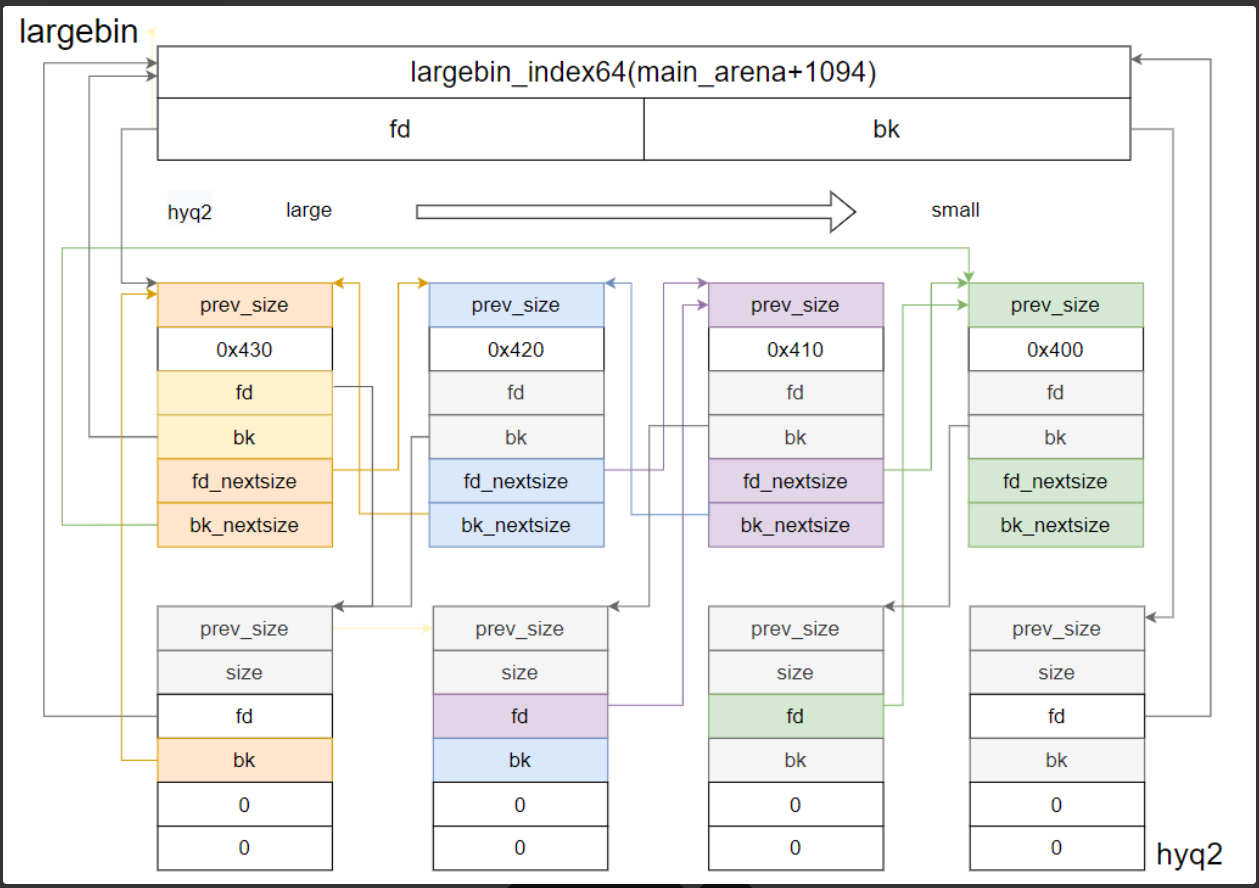 largebin
largebin_index64(main_arena+1094)
fd bk
hyq2 large small
prev_size prev_size prev_size prev_size
0x430 0x420 0x410 0x400
fd fd fd fd
bk bk bk bk
fd_nextsize fd_nextsize fd_nextsize fd_nextsize
bk_nextsize bk_nextsize bk_nextsize bk_nextsize
prev_size prev_size prev_size prev_size
size size size size
fd fd fd fd
bk bk bk bk
0 0 0 0
0 0 0 0
hyq2